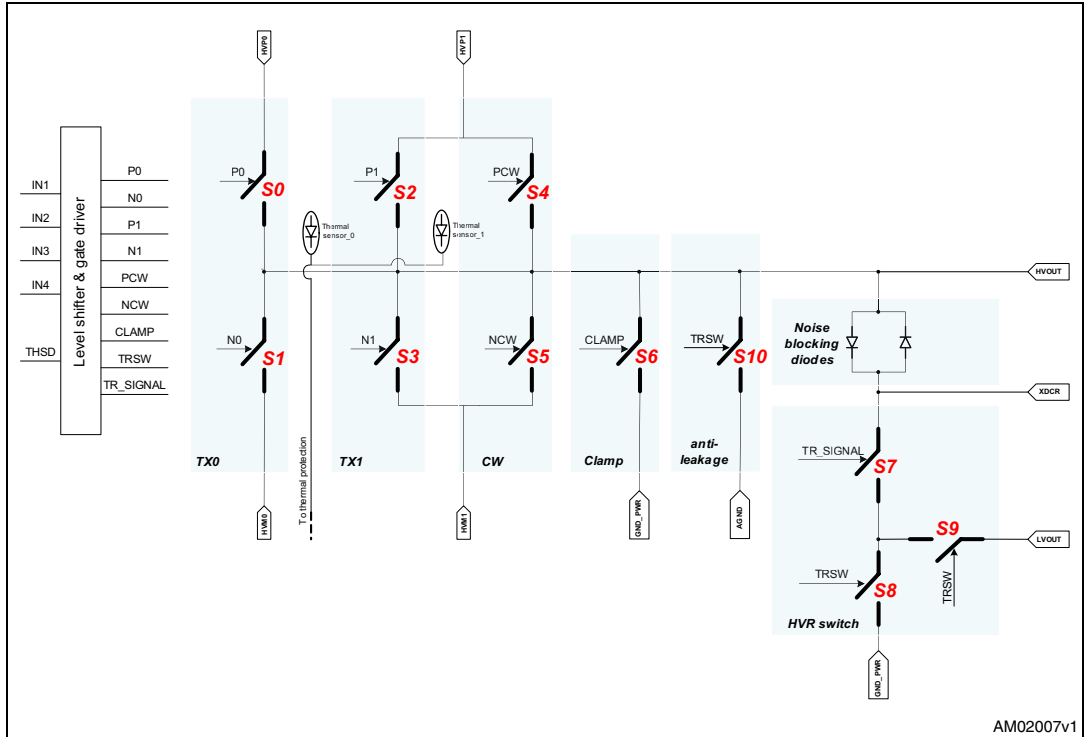 HVP0
HVP1
IN1
IN2
IN3
IN4
THSD
Level shifter & gate driver
P0
N0
P1
N1
PCW
NCW
CLAMP
TRSW
TR_SIGNAL
P0
S0
P1
S2
PCW
S4
Thermal
sensor_0
Thermal
sensor_1
HVOUT
N0
S1
N1
S3
NCW
S5
CLAMP
S6
TRSW
S10
Noise
blocking
diodes
XDCR
TX0
To thermal protection
TX1
CW
Clamp
anti-
leakage
TR_SIGNAL
S7
HVM0
HVM1
GND_PWR
AGND
S9
LVOUT
TRSW
S8
TRSW
HVR switch
GND_PWR
AM02007v1